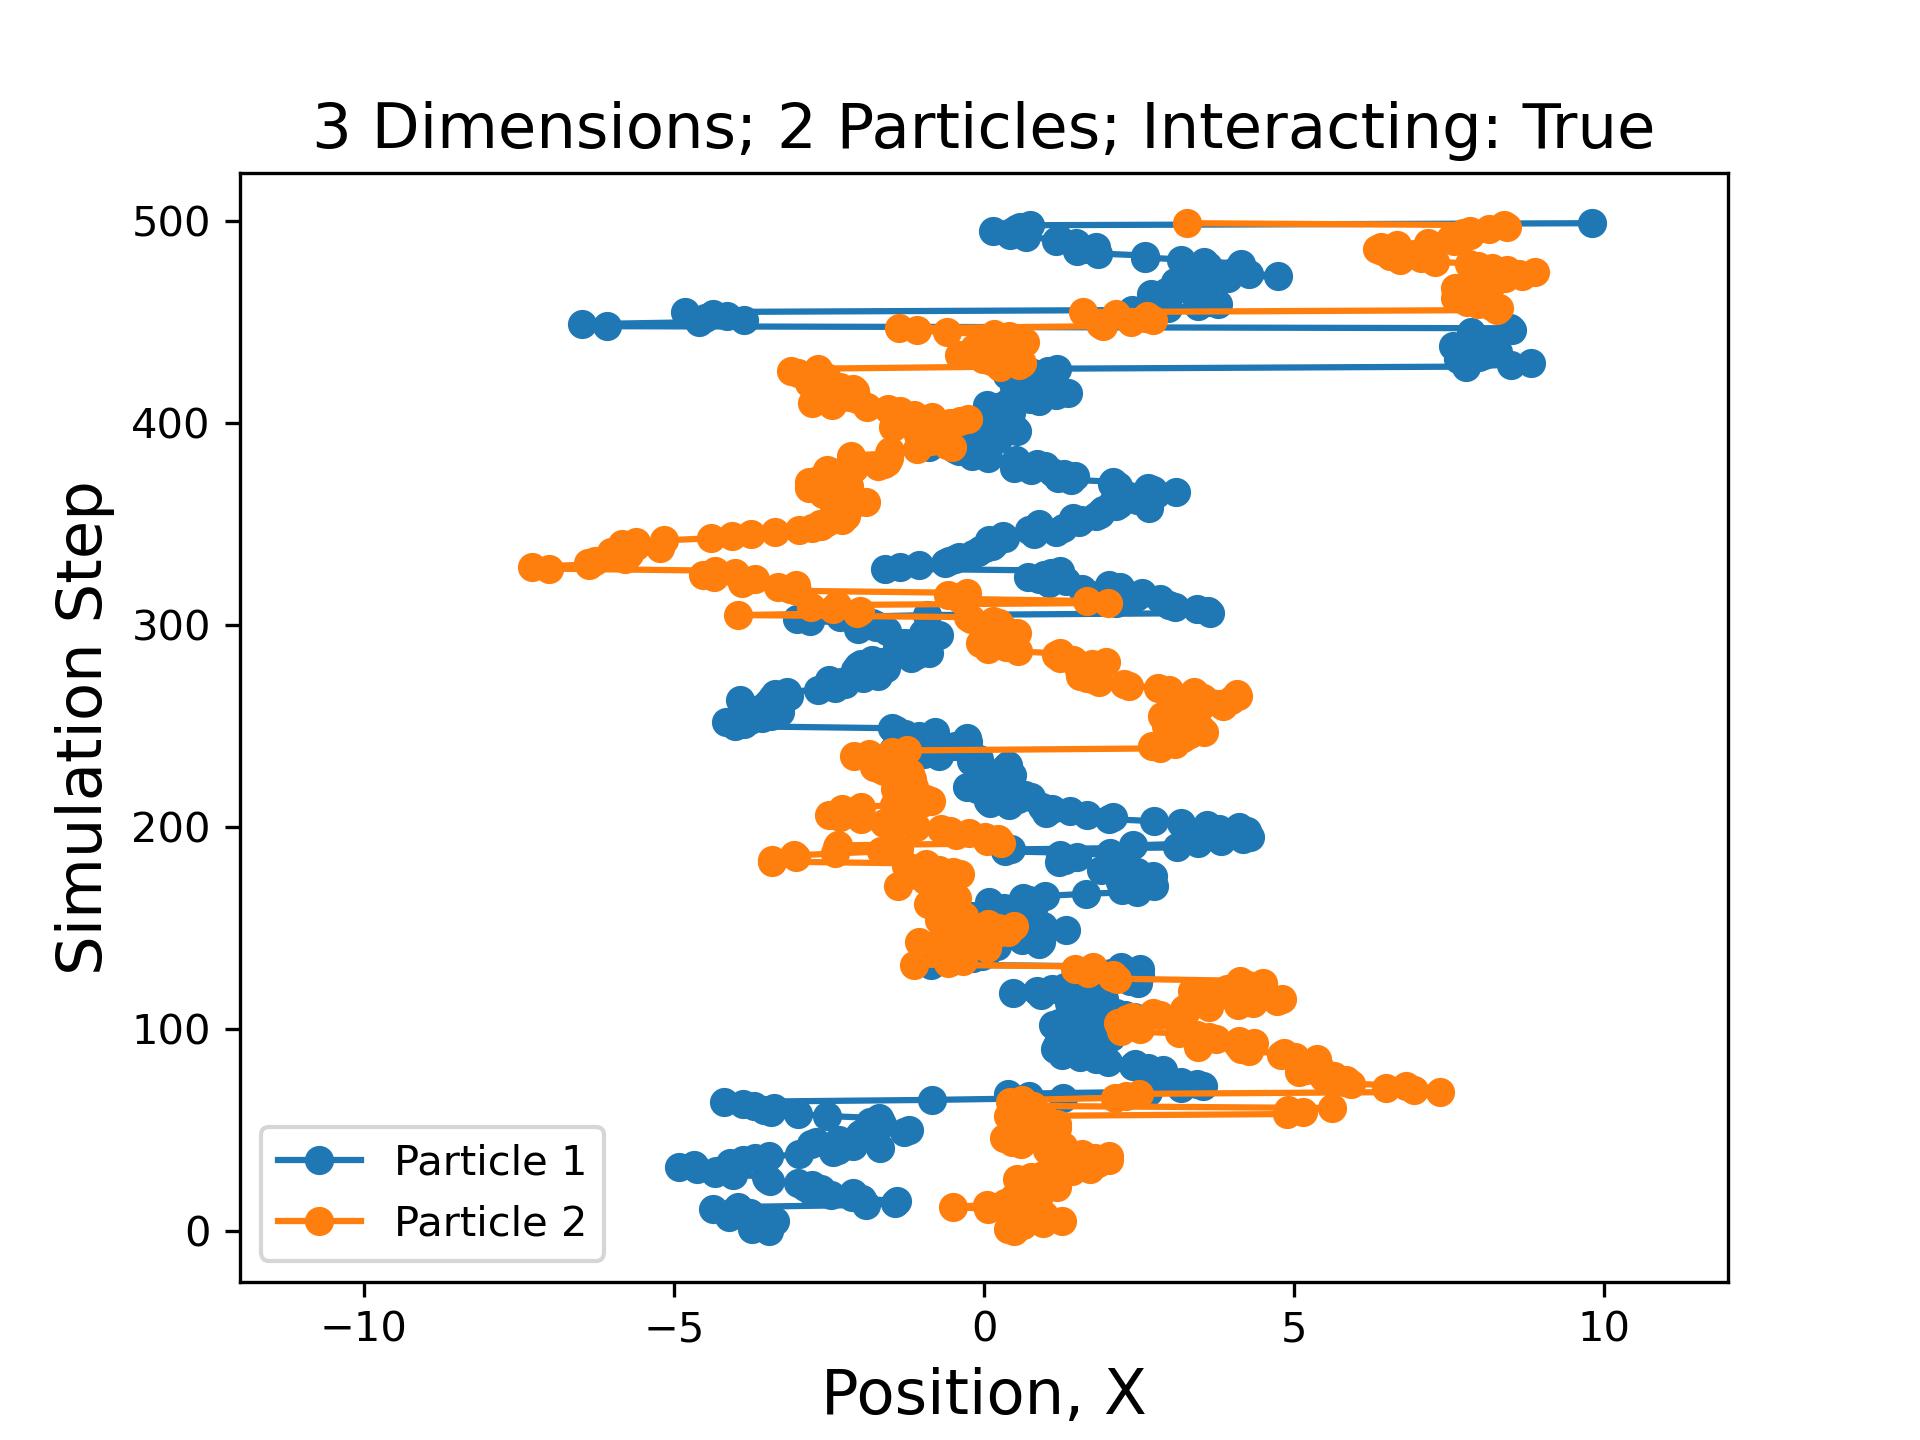 3 Dimensions; 2 Particles; Interacting: True
Simulation Step
500
400
300
200
100
0
Particle 1
Particle 2
−10
−5
0
5
10
Position, X